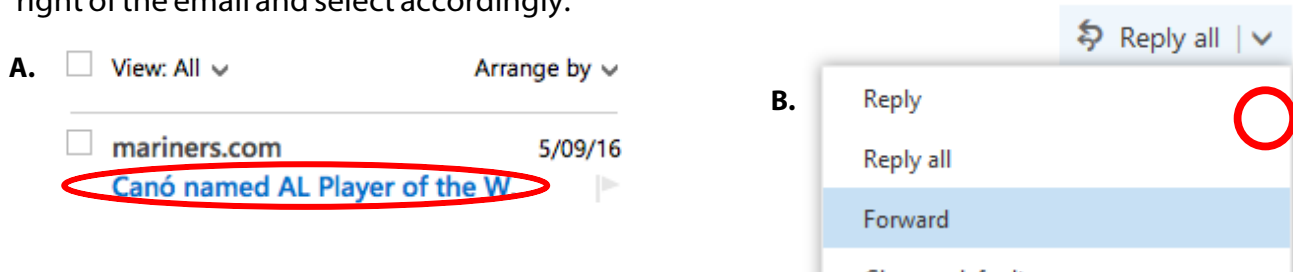 right of the email and select accordingly.
A.
View: All
Arrange by
mariners.com
5/09/16
Canó named AL Player of the W
B.
Reply all
Reply
Reply all
Forward